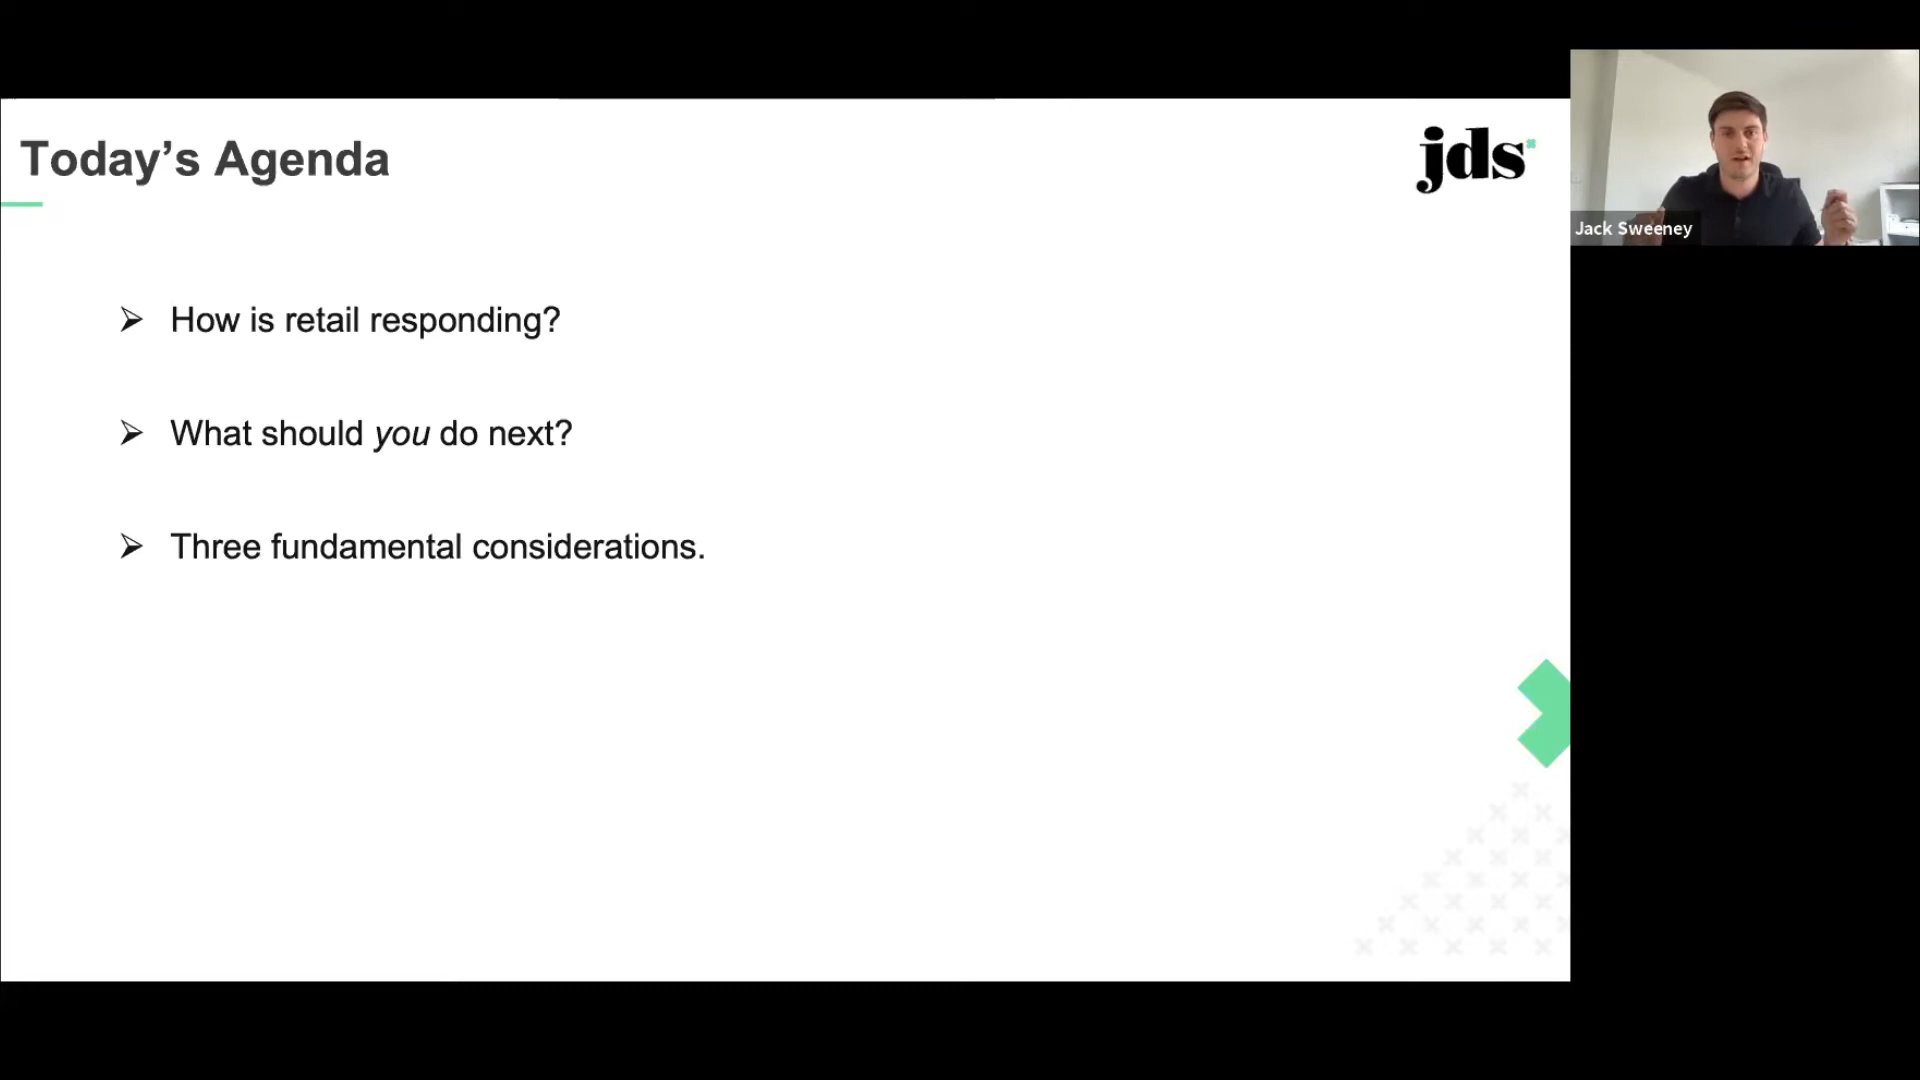 Today’s Agenda
jds
Jack Sweeney
How is retail responding?
What should you do next?
Three fundamental considerations.